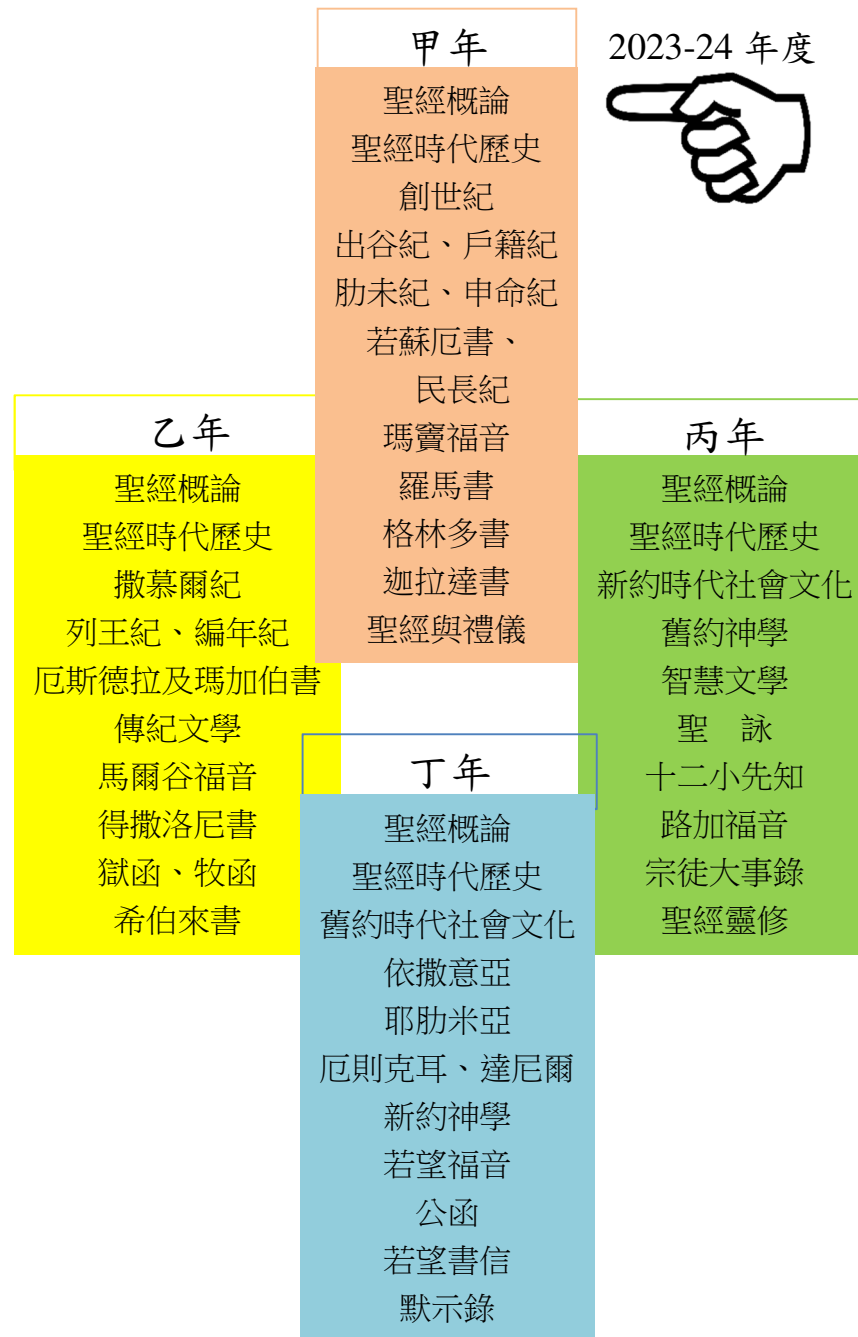 甲年
2023-24 年度
聖經概論
聖經時代歷史
創世紀
出谷紀、戶籍紀
肋未紀、申命紀
若蘇厄書、
民長紀
瑪竇福音
羅馬書
格林多書
迦拉達書
聖經與禮儀
乙年
聖經概論
聖經時代歷史
撒慕爾紀
列王紀、編年紀
厄斯德拉及瑪加伯書
傳紀文學
馬爾谷福音
得撒洛尼書
獄函、牧函
希伯來書
丙年
聖經概論
聖經時代歷史
新約時代社會文化
舊約神學
智慧文學
聖　詠
十二小先知
路加福音
宗徒大事錄
聖經靈修
丁年
聖經概論
聖經時代歷史
舊約時代社會文化
依撒意亞
耶肋米亞
厄則克耳、達尼爾
新約神學
若望福音
公函
若望書信
默示錄